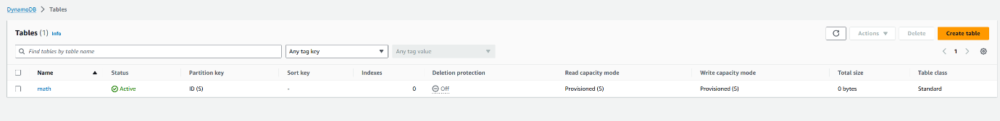 DynamoDB > Tables
Tables (1) Info
Actions Delete Create table
Find tables by table name Any tag key Any tag value 1
Name Status Partition key Sort key Indexes Deletion protection Read capacity mode Write capacity mode Total size Table class
math Active ID (S) - 0 Off Provisioned (5) Provisioned (5) 0 bytes Standard